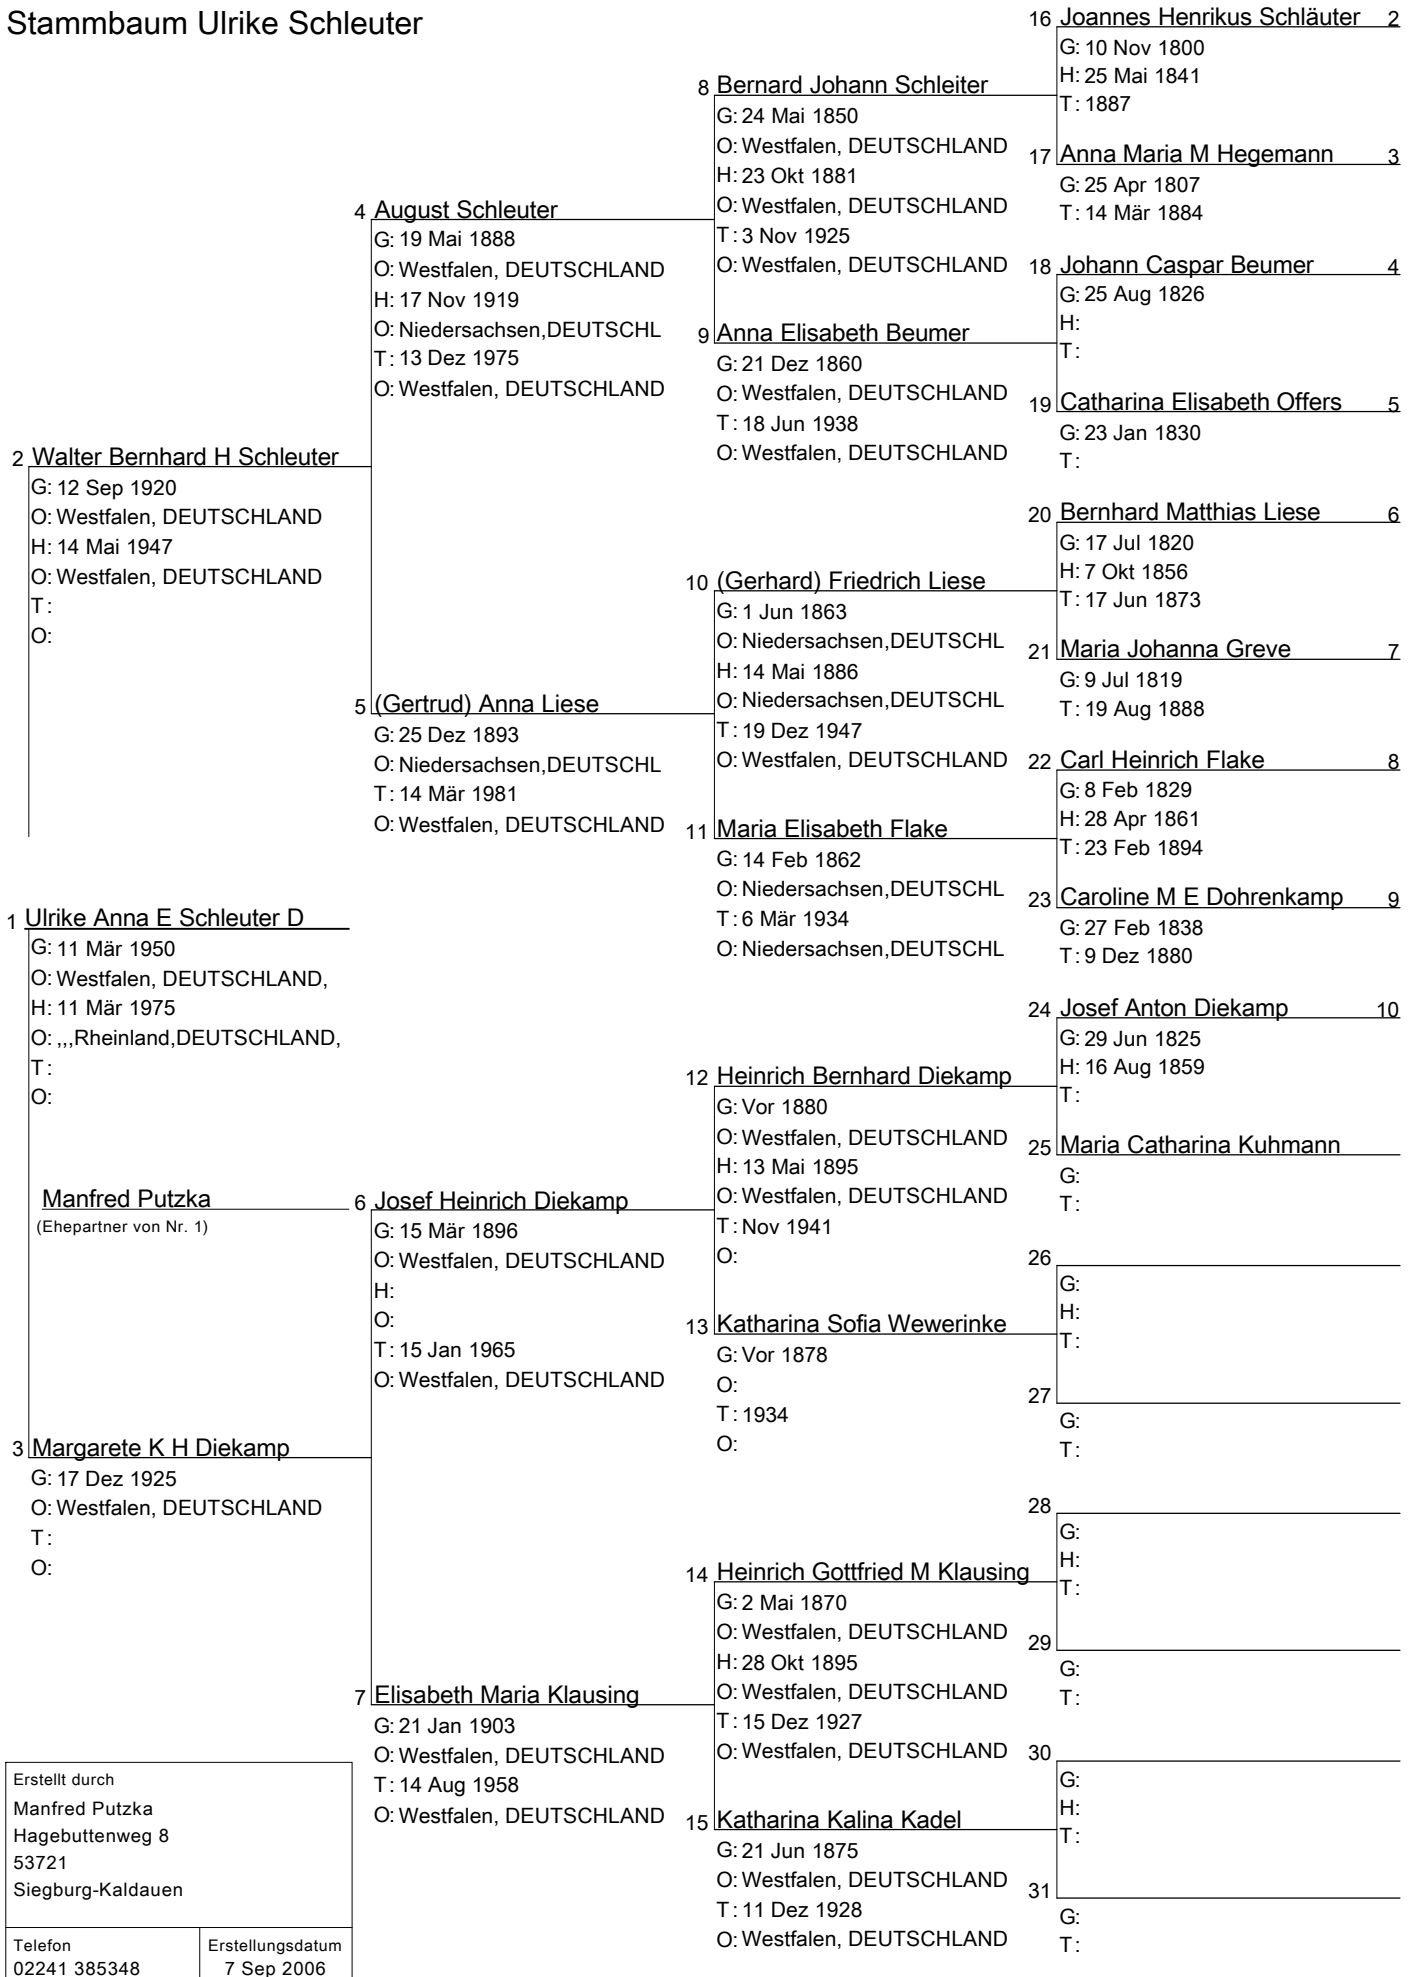 Stammbaum Ulrike Schleuter
16 Joannes Henrikus Schläuter 2
G: 10 Nov 1800
H: 25 Mai 1841
T: 1887
8 Bernard Johann Schleiter
G: 24 Mai 1850
O: Westfalen, DEUTSCHLAND
H: 23 Okt 1881
O: Westfalen, DEUTSCHLAND
T: 3 Nov 1925
O: Westfalen, DEUTSCHLAND
17 Anna Maria M Hegemann 3
G: 25 Apr 1807
T: 14 Mär 1884
4 August Schleuter
G: 19 Mai 1888
O: Westfalen, DEUTSCHLAND
H: 17 Nov 1919
O: Niedersachsen,DEUTSCHL
T: 13 Dez 1975
O: Westfalen, DEUTSCHLAND
18 Johann Caspar Beumer 4
G: 25 Aug 1826
H:
T:
9 Anna Elisabeth Beumer
G: 21 Dez 1860
O: Westfalen, DEUTSCHLAND
T: 18 Jun 1938
O: Westfalen, DEUTSCHLAND
19 Catharina Elisabeth Offers 5
G: 23 Jan 1830
T:
2 Walter Bernhard H Schleuter
G: 12 Sep 1920
O: Westfalen, DEUTSCHLAND
H: 14 Mai 1947
O: Westfalen, DEUTSCHLAND
T:
O:
20 Bernhard Matthias Liese 6
G: 17 Jul 1820
H: 7 Okt 1856
T: 17 Jun 1873
10 (Gerhard) Friedrich Liese
G: 1 Jun 1863
O: Niedersachsen,DEUTSCHL
H: 14 Mai 1886
O: Niedersachsen,DEUTSCHL
T: 19 Dez 1947
O: Westfalen, DEUTSCHLAND
21 Maria Johanna Greve 7
G: 9 Jul 1819
T: 19 Aug 1888
5 (Gertrud) Anna Liese
G: 25 Dez 1893
O: Niedersachsen,DEUTSCHL
T: 14 Mär 1981
O: Westfalen, DEUTSCHLAND
22 Carl Heinrich Flake 8
G: 8 Feb 1829
H: 28 Apr 1861
T: 23 Feb 1894
11 Maria Elisabeth Flake
G: 14 Feb 1862
O: Niedersachsen,DEUTSCHL
T: 6 Mär 1934
O: Niedersachsen,DEUTSCHL
23 Caroline M E Dohrenkamp 9
G: 27 Feb 1838
T: 9 Dez 1880
1 Ulrike Anna E Schleuter D
G: 11 Mär 1950
O: Westfalen, DEUTSCHLAND,
H: 11 Mär 1975
O: ,,,Rheinland,DEUTSCHLAND,
T:
O:
24 Josef Anton Diekamp 10
G: 29 Jun 1825
H: 16 Aug 1859
T:
12 Heinrich Bernhard Diekamp
G: Vor 1880
O: Westfalen, DEUTSCHLAND
H: 13 Mai 1895
O: Westfalen, DEUTSCHLAND
T: Nov 1941
O:
25 Maria Catharina Kuhmann
G:
T:
Manfred Putzka
(Ehepartner von Nr. 1)
6 Josef Heinrich Diekamp
G: 15 Mär 1896
O: Westfalen, DEUTSCHLAND
H:
O:
T: 15 Jan 1965
O: Westfalen, DEUTSCHLAND
26
G:
H:
T:
13 Katharina Sofia Wewerinke
G: Vor 1878
O:
T: 1934
O:
27
G:
T:
3 Margarete K H Diekamp
G: 17 Dez 1925
O: Westfalen, DEUTSCHLAND
T:
O:
28
G:
H:
T:
14 Heinrich Gottfried M Klausing
G: 2 Mai 1870
O: Westfalen, DEUTSCHLAND
H: 28 Okt 1895
O: Westfalen, DEUTSCHLAND
T: 15 Dez 1927
O: Westfalen, DEUTSCHLAND
29
G:
T:
7 Elisabeth Maria Klausing
G: 21 Jan 1903
O: Westfalen, DEUTSCHLAND
T: 14 Aug 1958
O: Westfalen, DEUTSCHLAND
30
G:
H:
T:
15 Katharina Kalina Kadel
G: 21 Jun 1875
O: Westfalen, DEUTSCHLAND
T: 11 Dez 1928
O: Westfalen, DEUTSCHLAND
31
G:
T:
Erstellt durch
Manfred Putzka
Hagebuttenweg 8
53721
Siegburg-Kaldauen
Telefon
02241 385348
Erstellungsdatum
7 Sep 2006